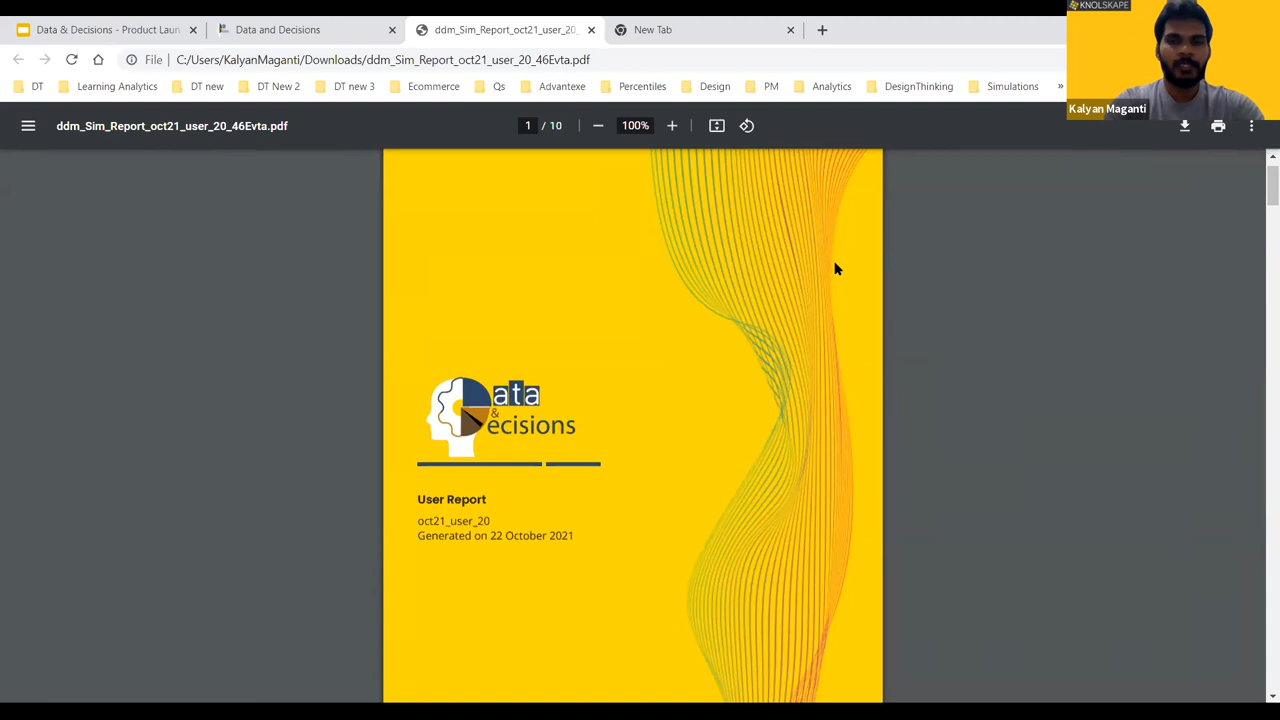 Data & Decisions - Product Laun
Data and Decisions
ddm_Sim_Report_oct21_user_20_
New Tab
KNOLSKAPE
Kalyan Maganti
File
C:/Users/KalyanMaganti/Downloads/ddm_Sim_Report_oct21_user_20_46Evta.pdf
DT
Learning Analytics
DT new
DT New 2
DT new 3
Ecommerce
Qs
Advantexe
Percentiles
Design
PM
Analytics
DesignThinking
Simulations
»
ddm_Sim_Report_oct21_user_20_46Evta.pdf
1 / 10
100%
ata
&
ecisions
User Report
oct21_user_20
Generated on 22 October 2021